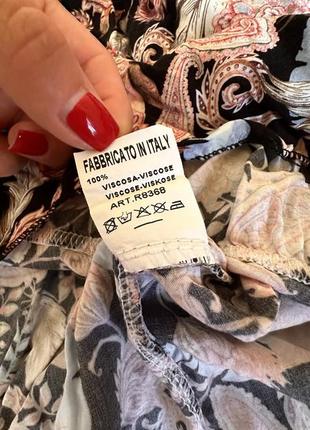 FABBRICATO IN ITALY
100%
VISCOSA-VISCOSE
VISCOSE-VISKOSE
ART.R8368